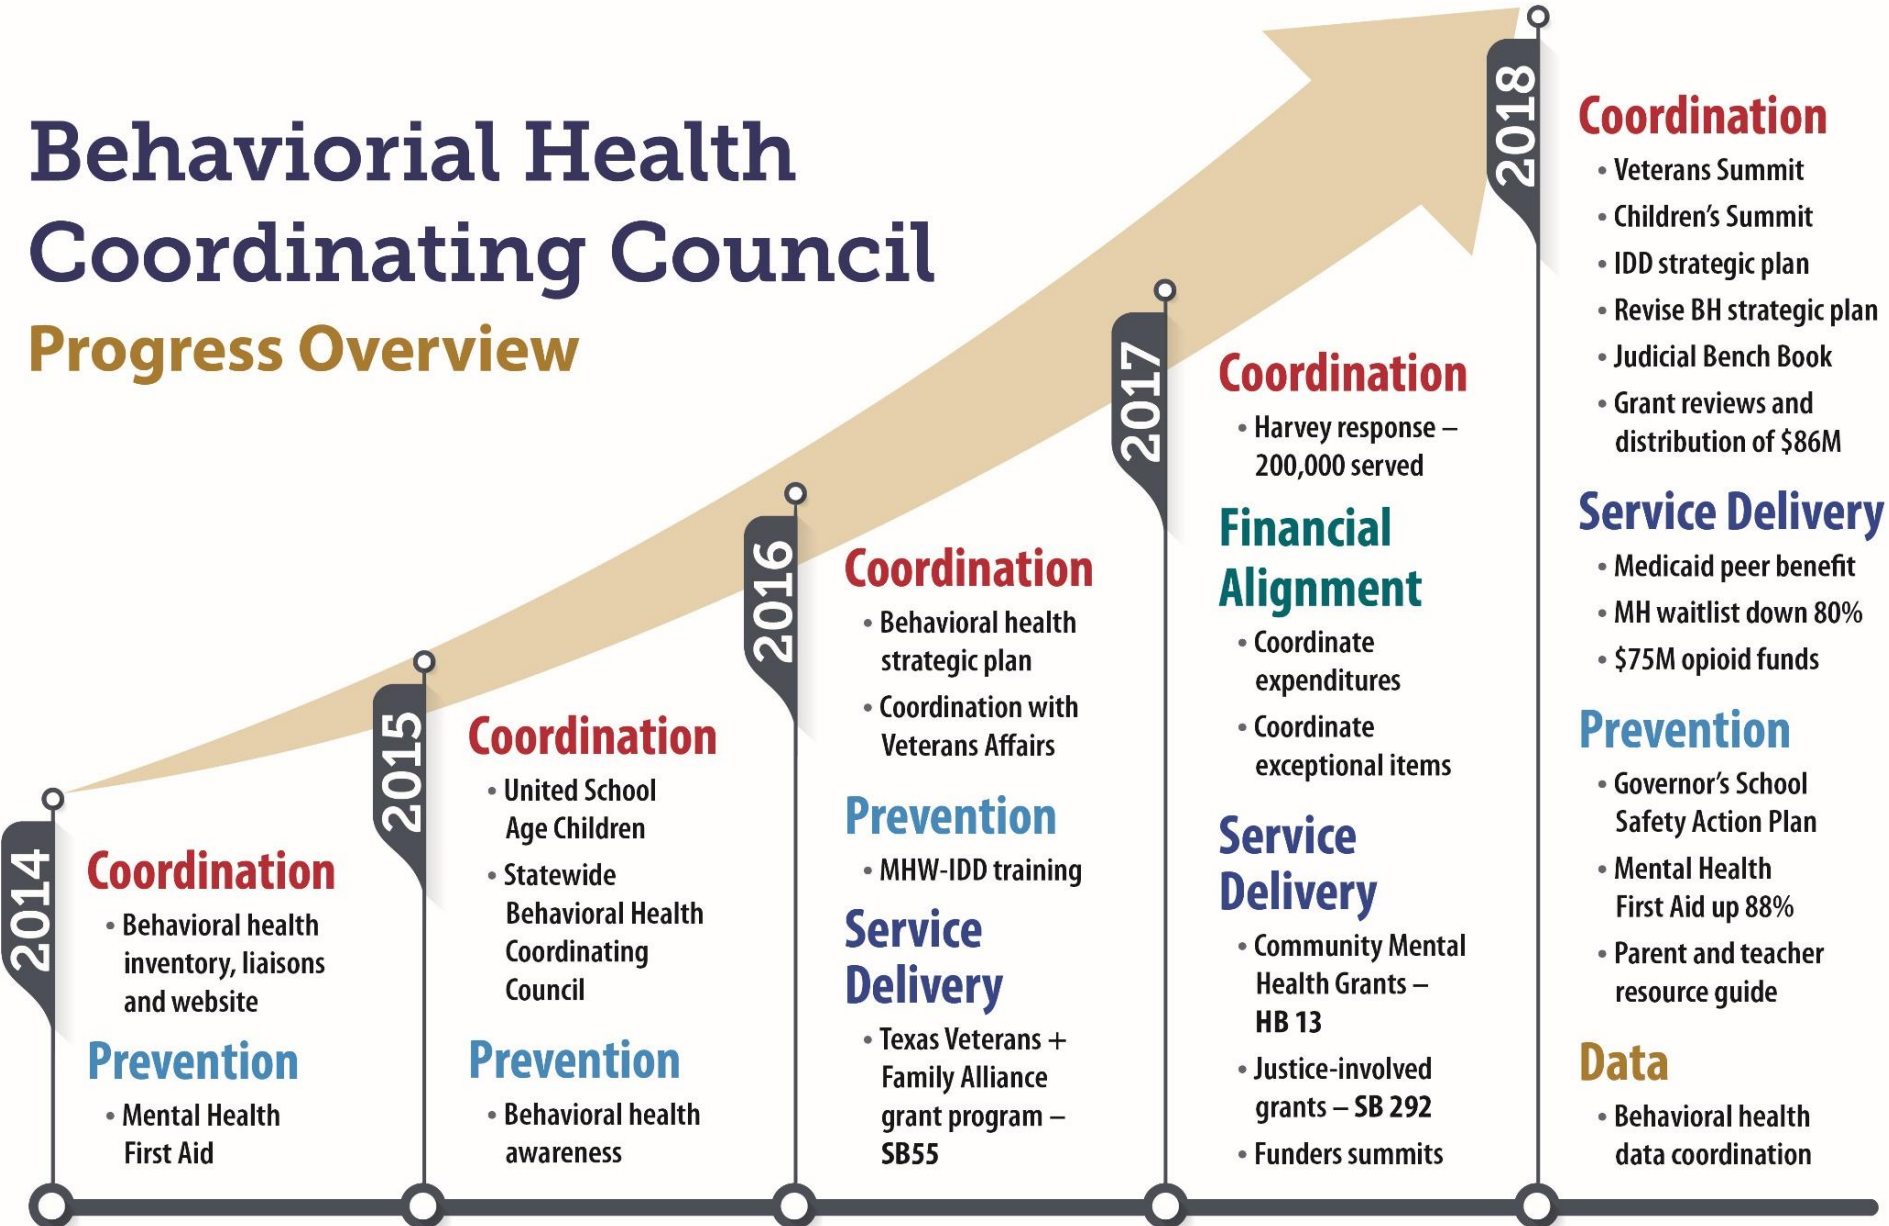 Behaviorial Health
Coordinating Council
Progress Overview
2014
Coordination
• Behavioral health
inventory, liaisons
and website
Prevention
• Mental Health
First Aid
2015
Coordination
• United School
Age Children
• Statewide
Behavioral Health
Coordinating
Council
Prevention
• Behavioral health
awareness
2016
Coordination
• Behavioral health
strategic plan
• Coordination with
Veterans Affairs
Prevention
• MHW-IDD training
Service
Delivery
• Texas Veterans +
Family Alliance
grant program –
SB55
2017
Coordination
• Harvey response –
200,000 served
Financial
Alignment
• Coordinate
expenditures
• Coordinate
exceptional items
Service
Delivery
• Community Mental
Health Grants –
HB 13
• Justice-involved
grants – SB 292
• Funders summits
2018
Coordination
• Veterans Summit
• Children’s Summit
• IDD strategic plan
• Revise BH strategic plan
• Judicial Bench Book
• Grant reviews and
distribution of $86M
Service Delivery
• Medicaid peer benefit
• MH waitlist down 80%
• $75M opioid funds
Prevention
• Governor’s School
Safety Action Plan
• Mental Health
First Aid up 88%
• Parent and teacher
resource guide
Data
• Behavioral health
data coordination